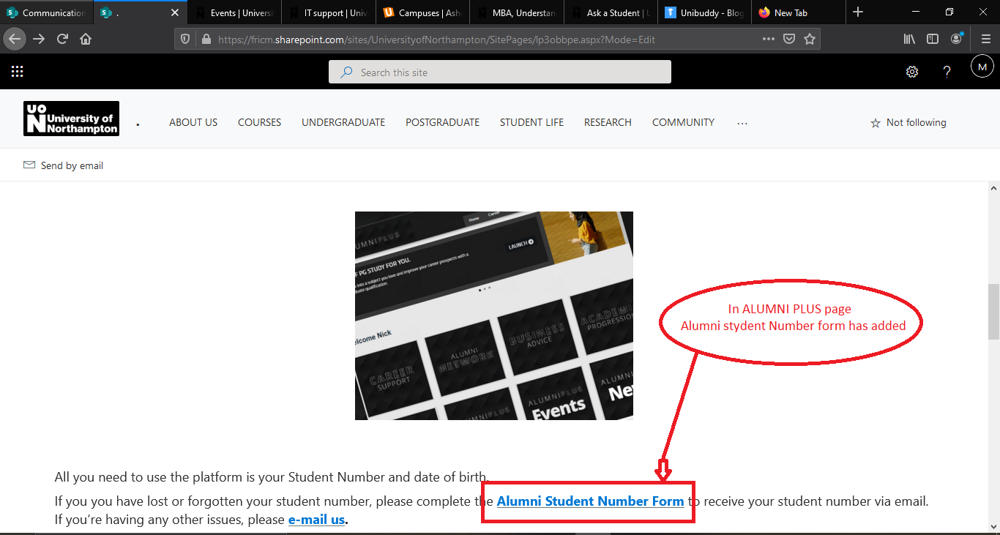 Communication
.
Events | Universi
IT support | Univ
Campuses | Ash
MBA, Understan
Ask a Student | U
Unibuddy - Blog
New Tab
https://fricm.sharepoint.com/sites/UniversityofNorthampton/SitePages/lp3obbpe.aspx?Mode=Edit
Search this site
?
M
UO
N University of
Northampton
.
ABOUT US
COURSES
UNDERGRADUATE
POSTGRADUATE
STUDENT LIFE
RESEARCH
COMMUNITY
...
Not following
Send by email
Home Career
UMNIPLUS
LAUNCH
F PG STUDY FOR YOU.
into a subject you love and improve your career prospects with a
duate qualification.
elcome Nick
CAREER
SUPPORT
ALUMNI
NETWORK
BUSINESS
ADVICE
ACADEMIC
PROGRESSIO
ALUMNIPLUS
ALUMNIPLUS
Events
ALUMNI
Ne
In ALUMNI PLUS page
Alumni stydent Number form has added
All you need to use the platform is your Student Number and date of birth.
If you you have lost or forgotten your student number, please complete the Alumni Student Number Form to receive your student number via email.
If you’re having any other issues, please e-mail us.